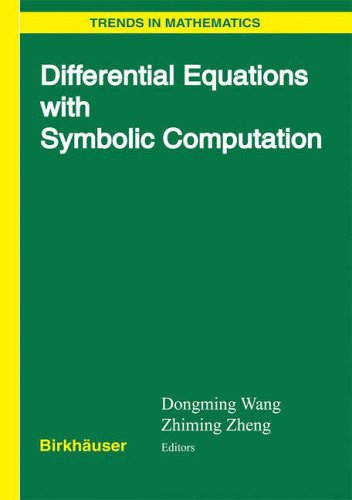 TRENDS IN MATHEMATICS
Differential Equations
with
Symbolic Computation
Dongming Wang
Zhiming Zheng
Birkhäuser
Editors